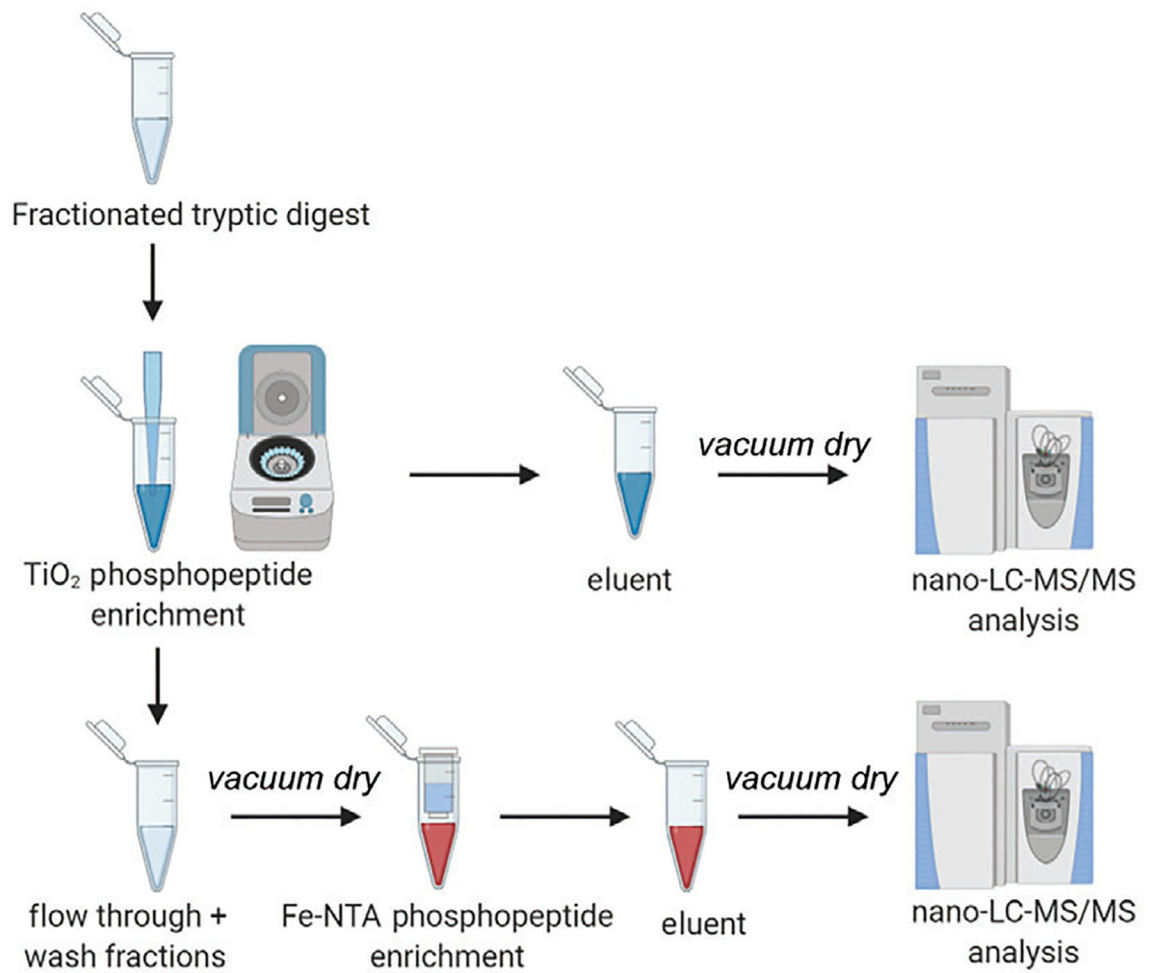 Fractionated tryptic digest
vacuum dry
TiO₂ phosphopeptide
enrichment
eluent
nano-LC-MS/MS
analysis
vacuum dry
vacuum dry
flow through +
wash fractions
Fe-NTA phosphopeptide
enrichment
eluent
nano-LC-MS/MS
analysis